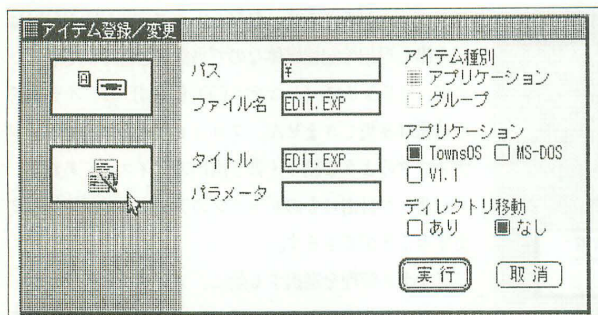 アイテム登録／変更
パス ¥
ファイル名 EDIT.EXP
タイトル EDIT.EXP
パラメータ
アイテム種別
アプリケーション
グループ
アプリケーション
TownsOS MS-DOS
V1.1
ディレクトリ移動
あり なし
実行 取消